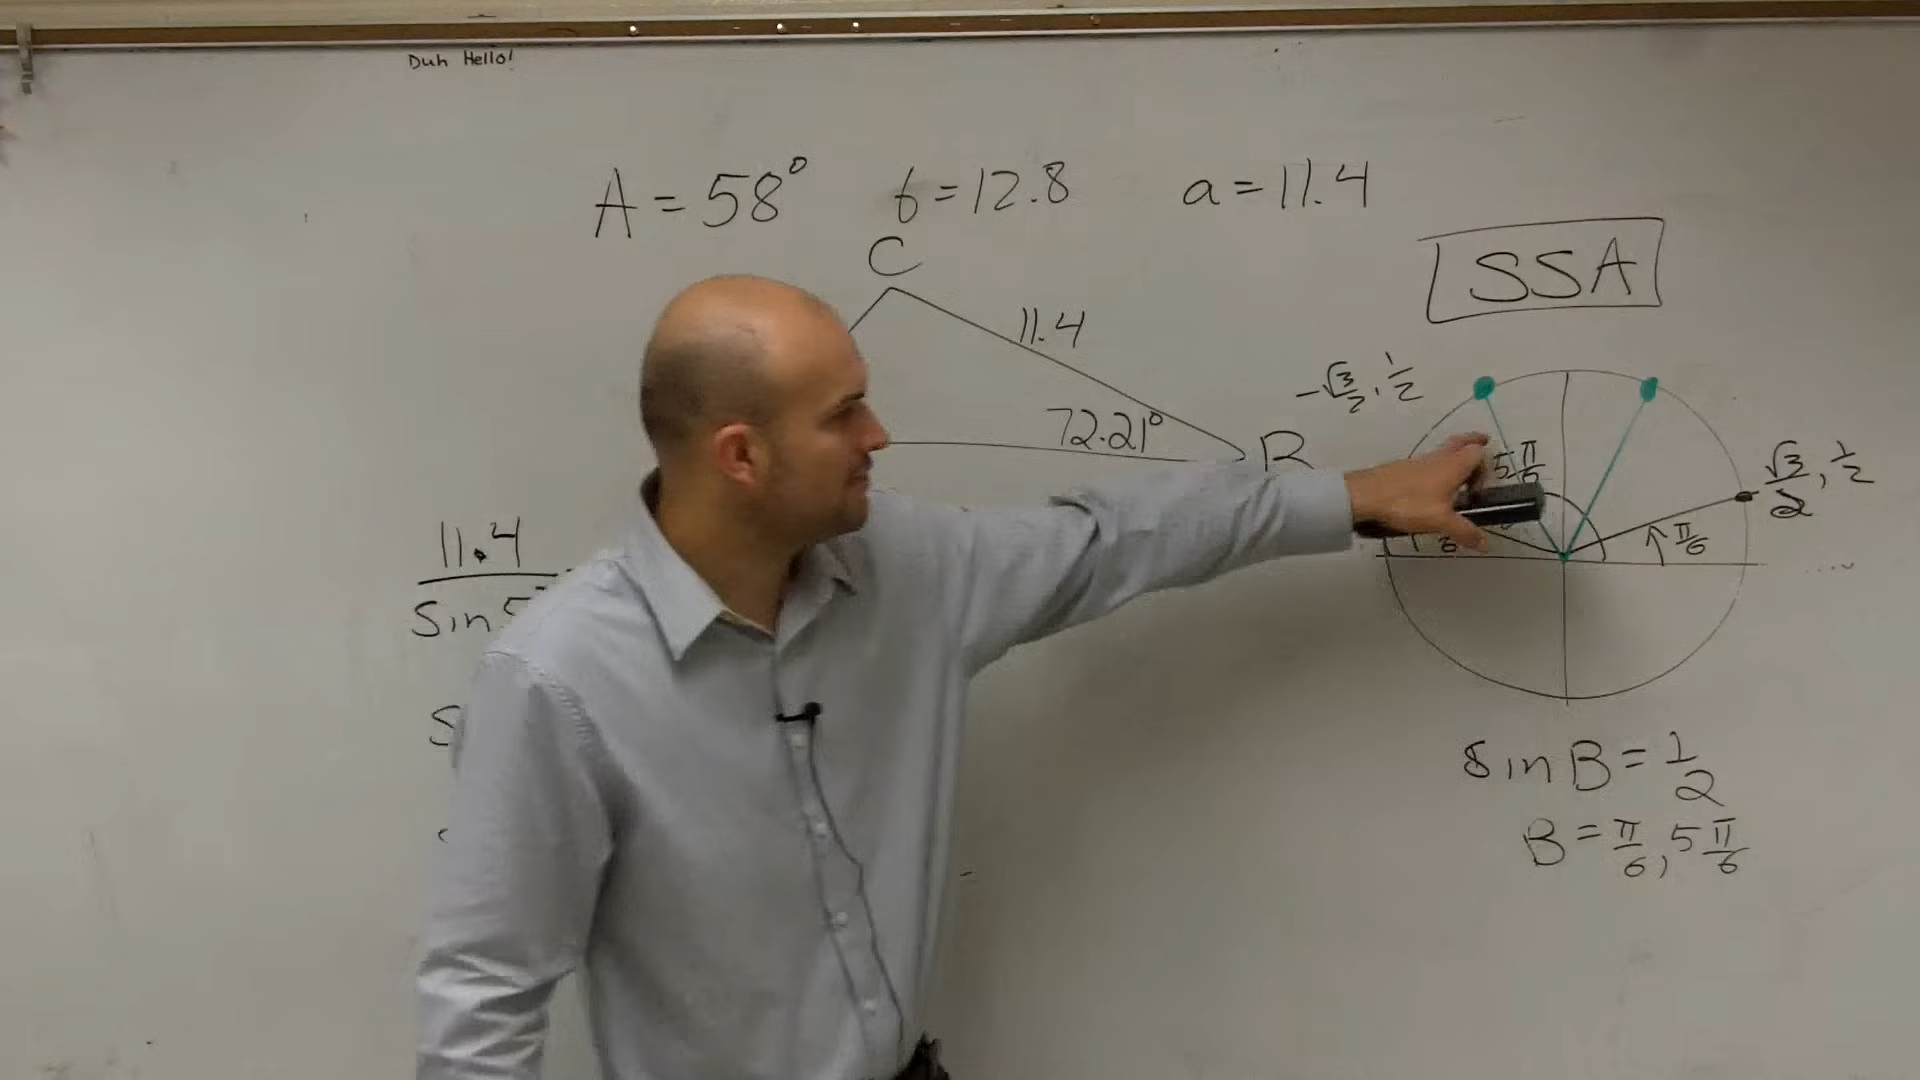 Duh Hello!
A = 58° b = 12.8 a = 11.4
SSA
C
11.4
72.21°
B
-√3/2, 1/2
5π/6
√3/2, 1/2
π/6
11.4
sin 5
sin B = 1/2
B = π/6, 5π/6